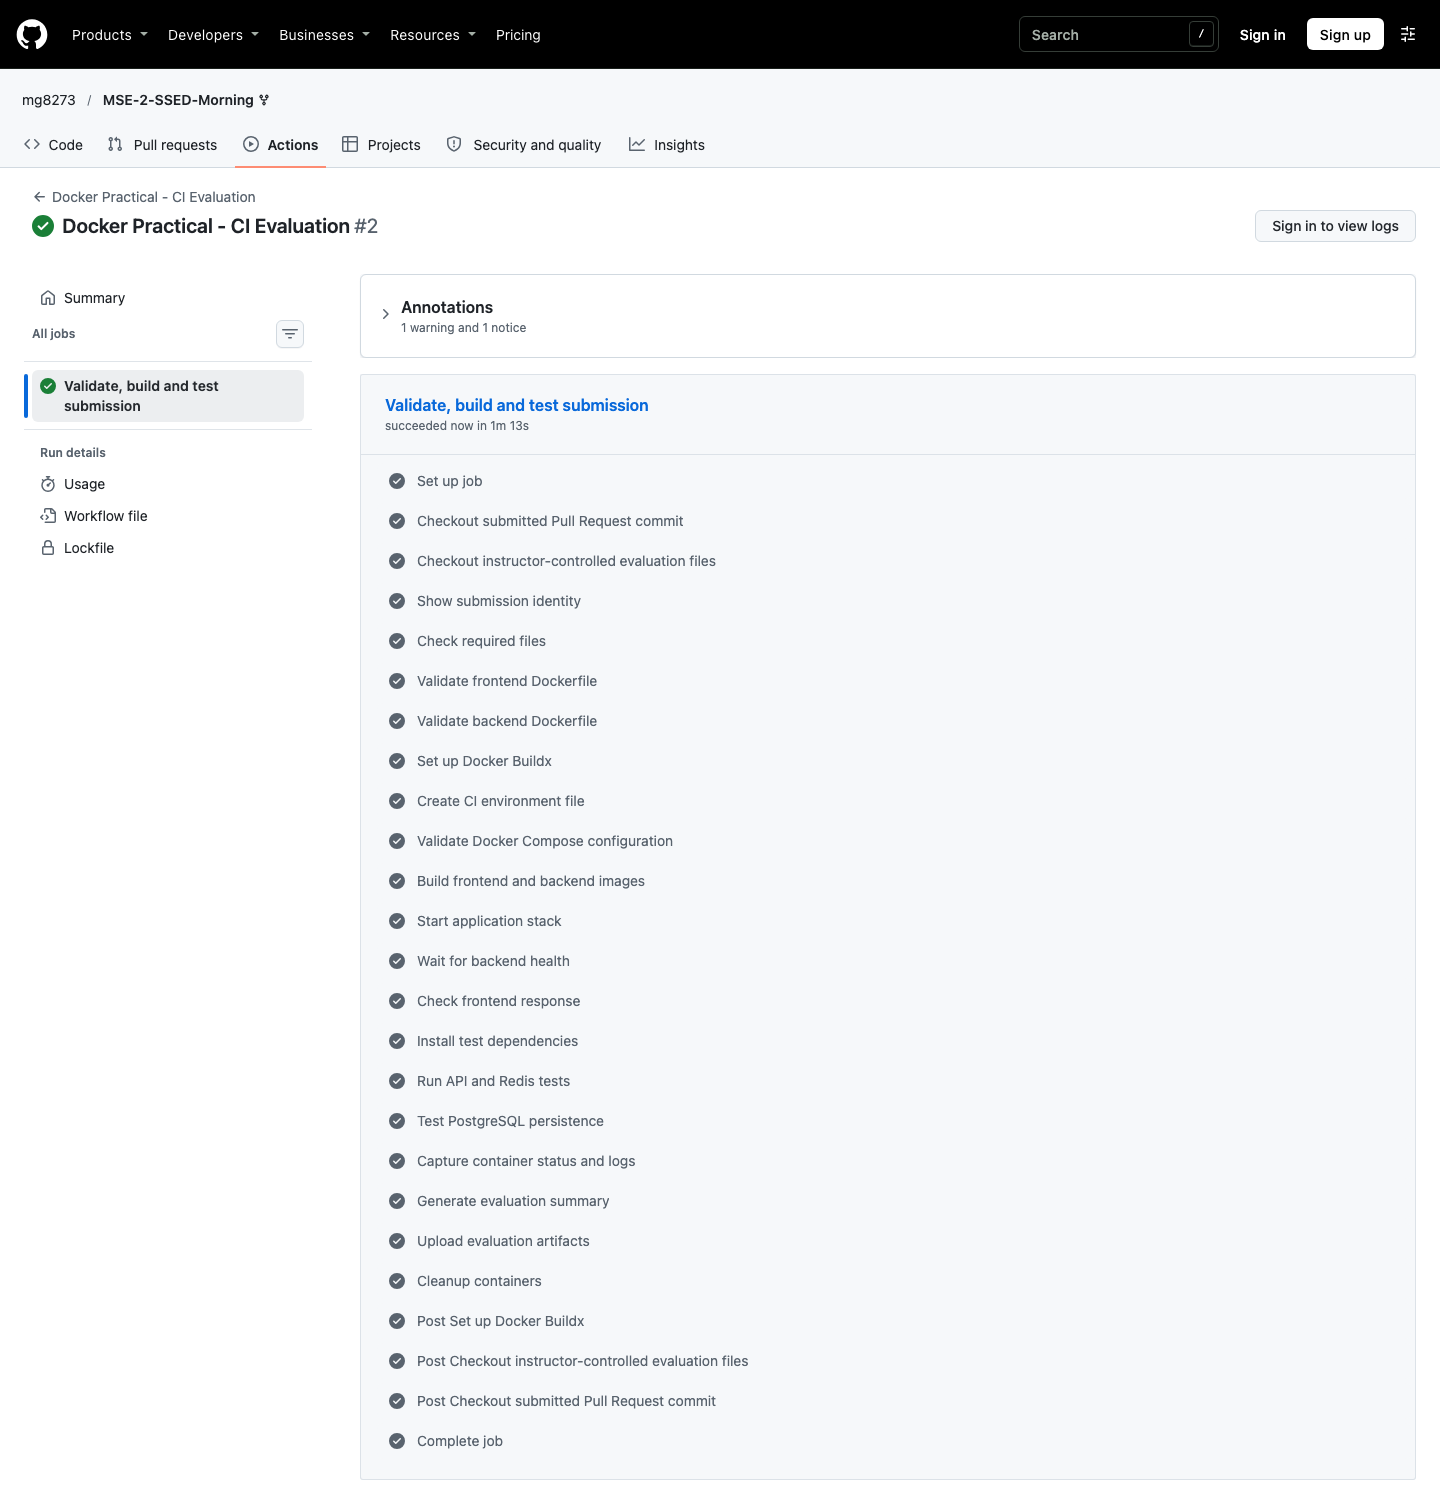 Products
Developers
Businesses
Resources
Pricing
Search
/
Sign in
Sign up
mg8273 / MSE-2-SSED-Morning
Code
Pull requests
Actions
Projects
Security and quality
Insights
Docker Practical - CI Evaluation
Docker Practical - CI Evaluation #2
Sign in to view logs
Summary
All jobs
Validate, build and test
submission
Run details
Usage
Workflow file
Lockfile
Annotations
1 warning and 1 notice
Validate, build and test submission
succeeded now in 1m 13s
Set up job
Checkout submitted Pull Request commit
Checkout instructor-controlled evaluation files
Show submission identity
Check required files
Validate frontend Dockerfile
Validate backend Dockerfile
Set up Docker Buildx
Create CI environment file
Validate Docker Compose configuration
Build frontend and backend images
Start application stack
Wait for backend health
Check frontend response
Install test dependencies
Run API and Redis tests
Test PostgreSQL persistence
Capture container status and logs
Generate evaluation summary
Upload evaluation artifacts
Cleanup containers
Post Set up Docker Buildx
Post Checkout instructor-controlled evaluation files
Post Checkout submitted Pull Request commit
Complete job